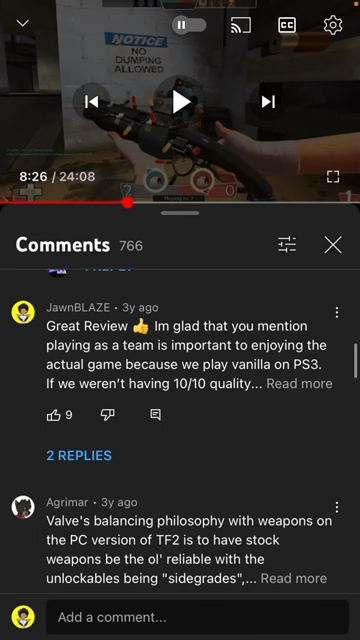 NOTICE
NO
DUMPING
ALLOWED
8:26 / 24:08
2
0
Comments 766
JawnBLAZE • 3y ago
Great Review 👍 Im glad that you mention
playing as a team is important to enjoying the
actual game because we play vanilla on PS3.
If we weren't having 10/10 quality... Read more
9
2 REPLIES
Agrimar • 3y ago
Valve's balancing philosophy with weapons on
the PC version of TF2 is to have stock
weapons be the ol' reliable with the
unlockables being "sidegrades",... Read more
Add a comment...